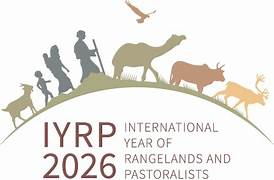 IYRP
2026
INTERNATIONAL
YEAR OF
RANGELANDS AND
PASTORALISTS